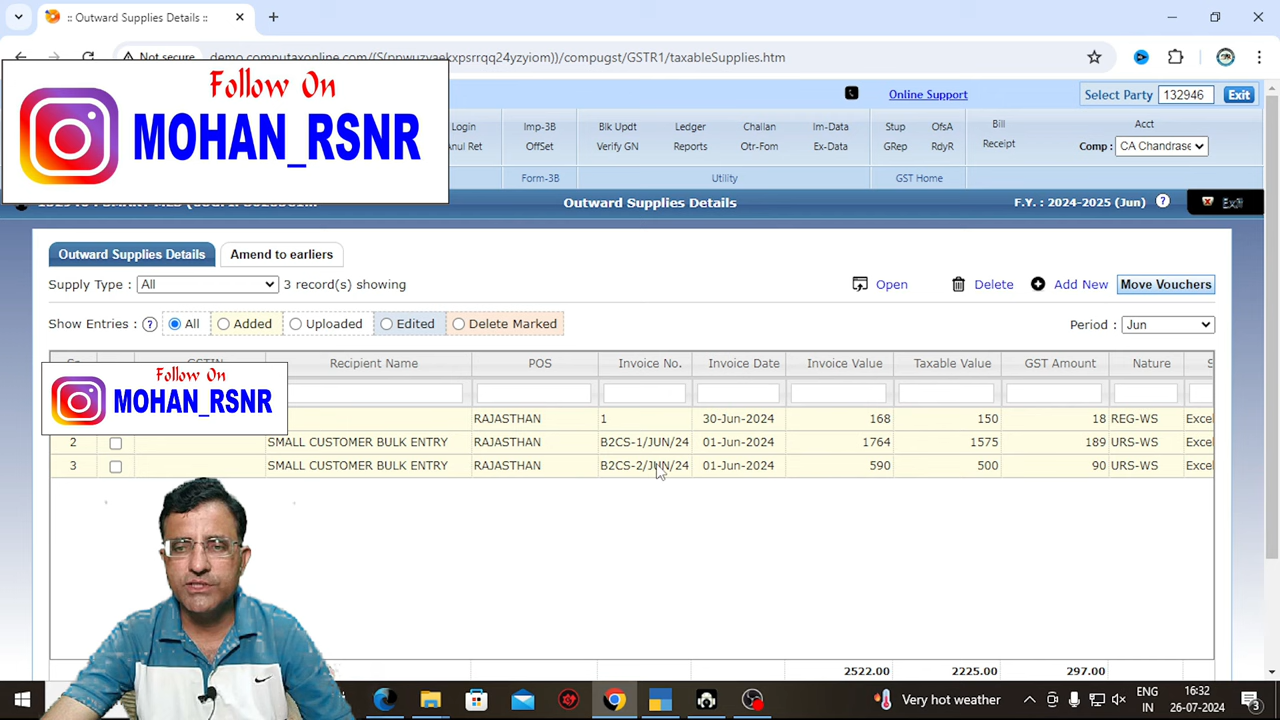 :: Outward Supplies Details ::
Not secure demo.computaxonline.com/(S(ppwuzyaekxpsrrqq24yzyiom))/compugst/GSTR1/taxableSupplies.htm
Follow On
MOHAN_RSNR
Online Support Select Party 132946 Exit
Login Imp-3B Blk Updt Ledger Challan Im-Data Stup OfsA Bill Acct
Anul Ret OffSet Verify GN Reports Otr-Fom Ex-Data GRep RdyR Receipt Comp : CA Chandrase
Form-3B Utility GST Home
Outward Supplies Details F.Y. : 2024-2025 (Jun) ? Exit
Outward Supplies Details Amend to earliers
Supply Type : All 3 record(s) showing Open Delete Add New Move Vouchers
Show Entries : ? All Added Uploaded Edited Delete Marked Period : Jun
Recipient Name POS Invoice No. Invoice Date Invoice Value Taxable Value GST Amount Nature S
Follow On
MOHAN_RSNR
RAJASTHAN 1 30-Jun-2024 168 150 18 REG-WS Excel
2 SMALL CUSTOMER BULK ENTRY RAJASTHAN B2CS-1/JUN/24 01-Jun-2024 1764 1575 189 URS-WS Excel
3 SMALL CUSTOMER BULK ENTRY RAJASTHAN B2CS-2/JUN/24 01-Jun-2024 590 500 90 URS-WS Excel
2522.00 2225.00 297.00
Very hot weather ENG IN 16:32 26-07-2024 3